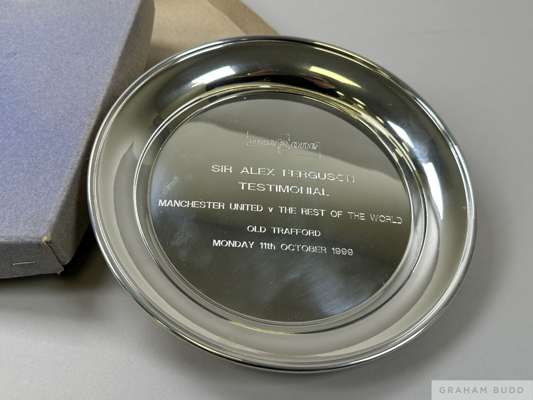 SIR ALEX FERGUSON
TESTIMONIAL
MANCHESTER UNITED v THE REST OF THE WORLD
OLD TRAFFORD
MONDAY 11th OCTOBER 1999
GRAHAM BUDD